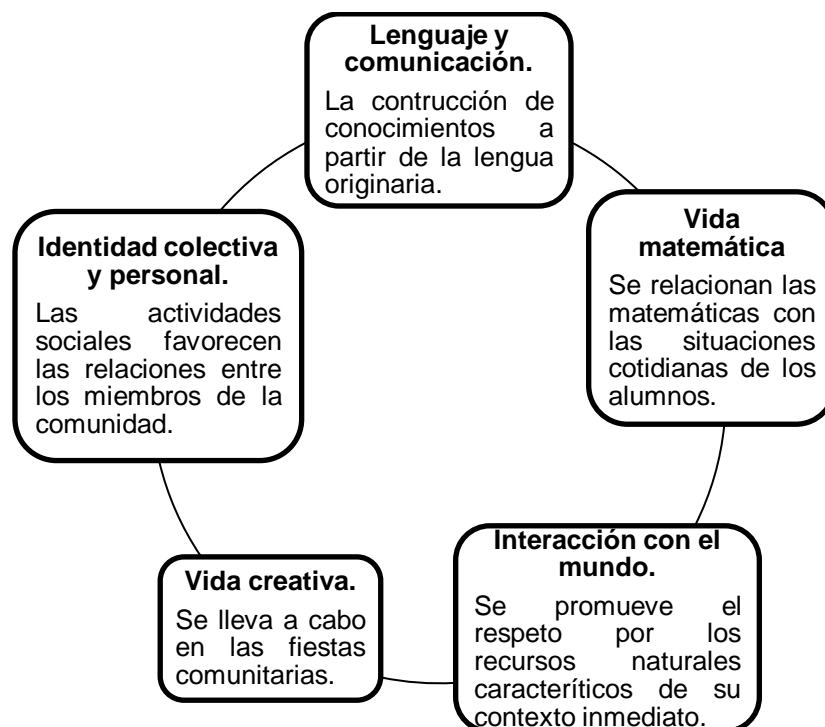 Lenguaje y
comunicación.
La contrucción de
conocimientos a
partir de la lengua
originaria.
Vida
matemática
Se relacionan las
matemáticas con
las situaciones
cotidianas de los
alumnos.
Interacción con el
mundo.
Se promueve el
respeto por los
recursos naturales
caracteríticos de su
contexto inmediato.
Vida creativa.
Se lleva a cabo
en las fiestas
comunitarias.
Identidad colectiva
y personal.
Las actividades
sociales favorecen
las relaciones entre
los miembros de la
comunidad.